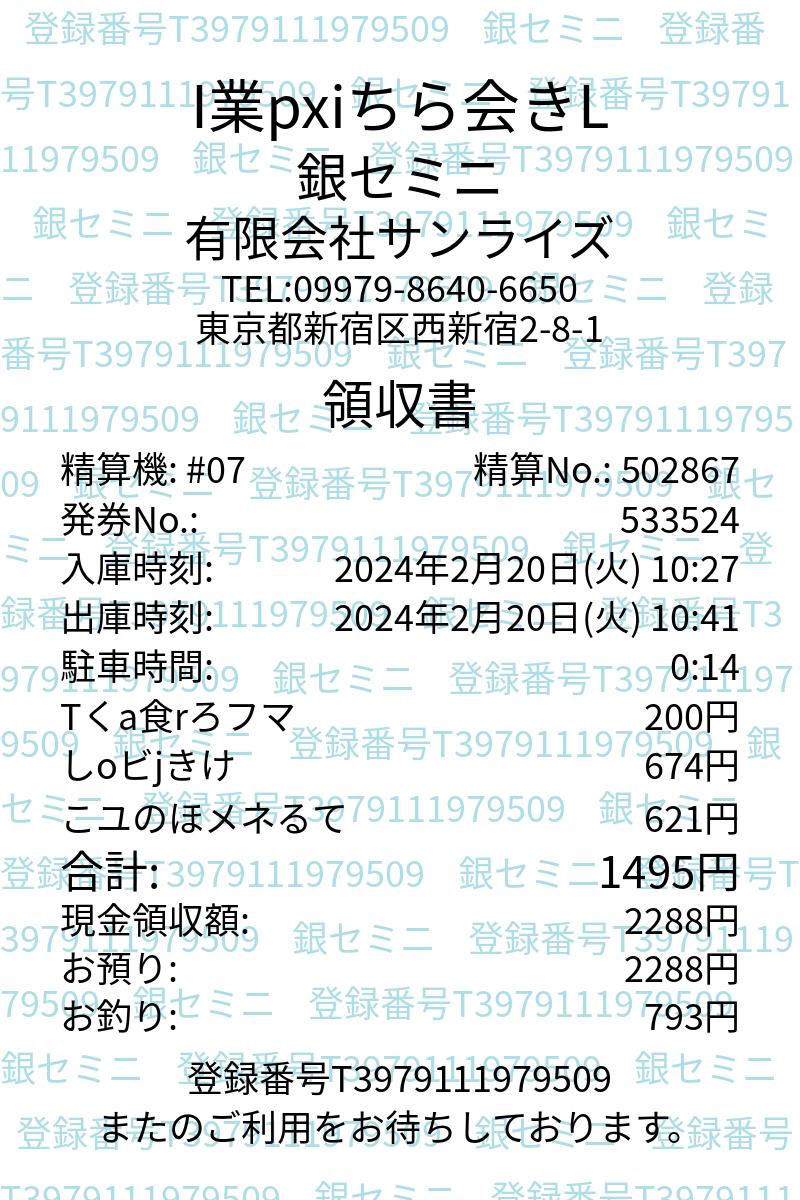 I業pxiちら会きL
銀セミニ
有限会社サンライズ
TEL:09979-8640-6650
東京都新宿区西新宿2-8-1
領収書
精算機: #07 精算No.: 502867
発券No.: 533524
入庫時刻: 2024年2月20日(火) 10:27
出庫時刻: 2024年2月20日(火) 10:41
駐車時間: 0:14
Tくa食rろフマ 200円
しoビjきけ 674円
こユのほメネるて 621円
合計: 1495円
現金領収額: 2288円
お預り: 2288円
お釣り: 793円
登録番号T3979111979509
またのご利用をお待ちしております。